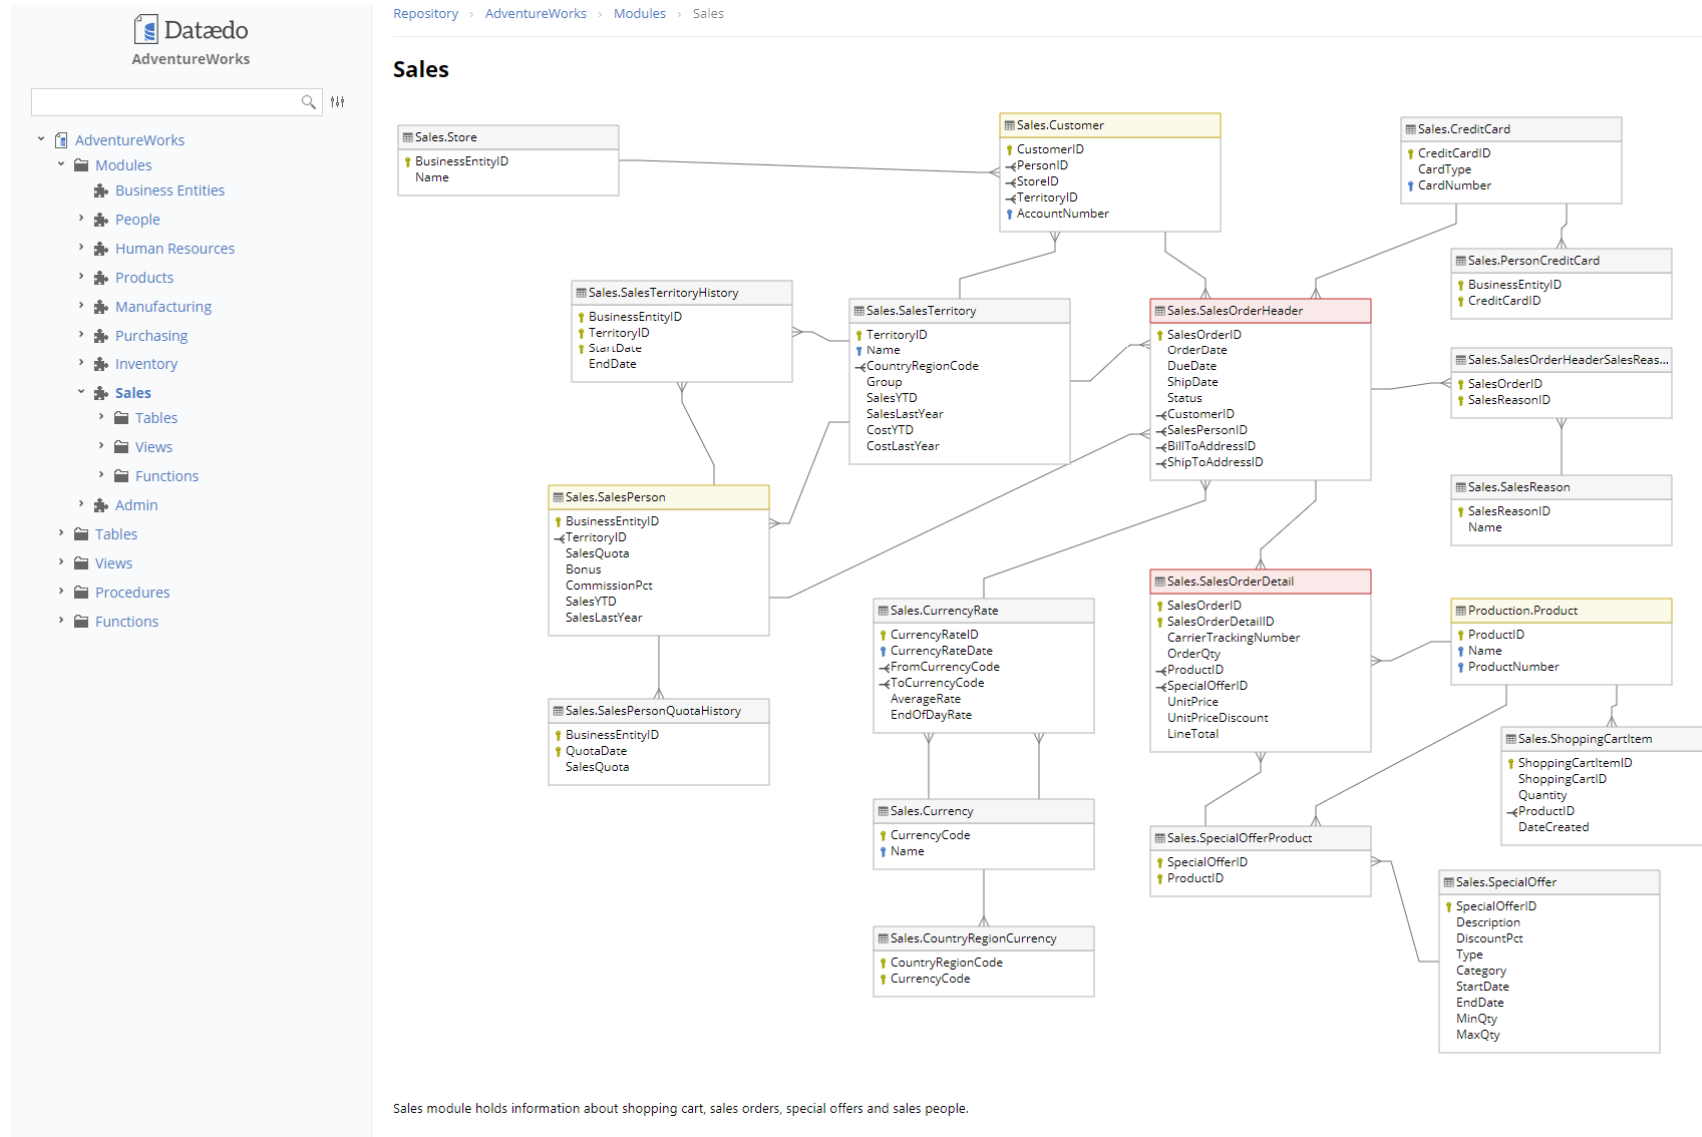 Datædo
AdventureWorks
AdventureWorks
Modules
Business Entities
People
Human Resources
Products
Manufacturing
Purchasing
Inventory
Sales
Tables
Views
Functions
Admin
Tables
Views
Procedures
Functions
Repository › AdventureWorks › Modules › Sales
Sales
Sales.Store
BusinessEntityID
Name
Sales.Customer
CustomerID
PersonID
StoreID
TerritoryID
AccountNumber
Sales.CreditCard
CreditCardID
CardType
CardNumber
Sales.PersonCreditCard
BusinessEntityID
CreditCardID
Sales.SalesTerritoryHistory
BusinessEntityID
TerritoryID
StartDate
EndDate
Sales.SalesTerritory
TerritoryID
Name
CountryRegionCode
Group
SalesYTD
SalesLastYear
CostYTD
CostLastYear
Sales.SalesOrderHeader
SalesOrderID
OrderDate
DueDate
ShipDate
Status
CustomerID
SalesPersonID
BillToAddressID
ShipToAddressID
Sales.SalesOrderHeaderSalesReas...
SalesOrderID
SalesReasonID
Sales.SalesReason
SalesReasonID
Name
Sales.SalesPerson
BusinessEntityID
TerritoryID
SalesQuota
Bonus
CommissionPct
SalesYTD
SalesLastYear
Sales.SalesPersonQuotaHistory
BusinessEntityID
QuotaDate
SalesQuota
Sales.CurrencyRate
CurrencyRateID
CurrencyRateDate
FromCurrencyCode
ToCurrencyCode
AverageRate
EndOfDayRate
Sales.Currency
CurrencyCode
Name
Sales.CountryRegionCurrency
CountryRegionCode
CurrencyCode
Sales.SalesOrderDetail
SalesOrderID
SalesOrderDetailID
CarrierTrackingNumber
OrderQty
ProductID
SpecialOfferID
UnitPrice
UnitPriceDiscount
LineTotal
Production.Product
ProductID
Name
ProductNumber
Sales.ShoppingCartItem
ShoppingCartItemID
ShoppingCartID
Quantity
ProductID
DateCreated
Sales.SpecialOfferProduct
SpecialOfferID
ProductID
Sales.SpecialOffer
SpecialOfferID
Description
DiscountPct
Type
Category
StartDate
EndDate
MinQty
MaxQty
Sales module holds information about shopping cart, sales orders, special offers and sales people.